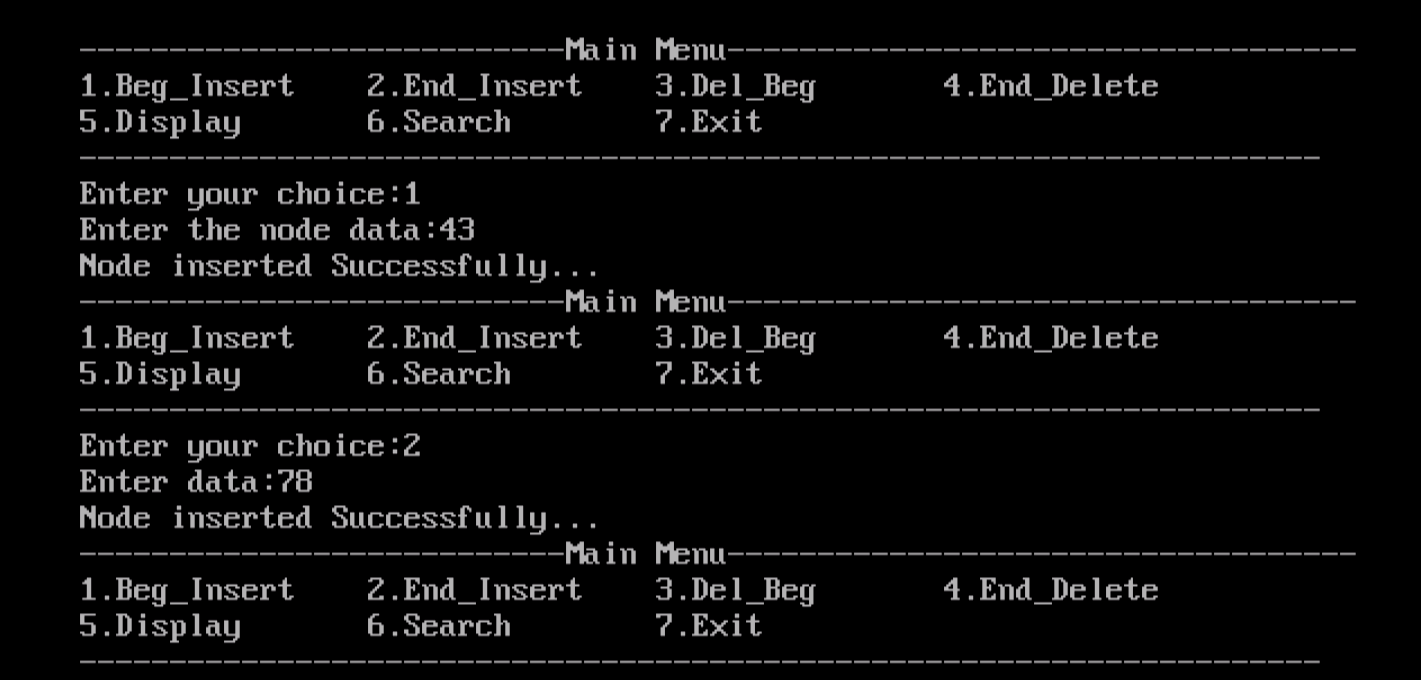 ---------------------------Main Menu-----------------------------------
1.Beg_Insert    2.End_Insert    3.Del_Beg       4.End_Delete
5.Display       6.Search        7.Exit
---------------------------------------------------------------------
Enter your choice:1
Enter the node data:43
Node inserted Successfully...
---------------------------Main Menu-----------------------------------
1.Beg_Insert    2.End_Insert    3.Del_Beg       4.End_Delete
5.Display       6.Search        7.Exit
---------------------------------------------------------------------
Enter your choice:2
Enter data:78
Node inserted Successfully...
---------------------------Main Menu-----------------------------------
1.Beg_Insert    2.End_Insert    3.Del_Beg       4.End_Delete
5.Display       6.Search        7.Exit
---------------------------------------------------------------------